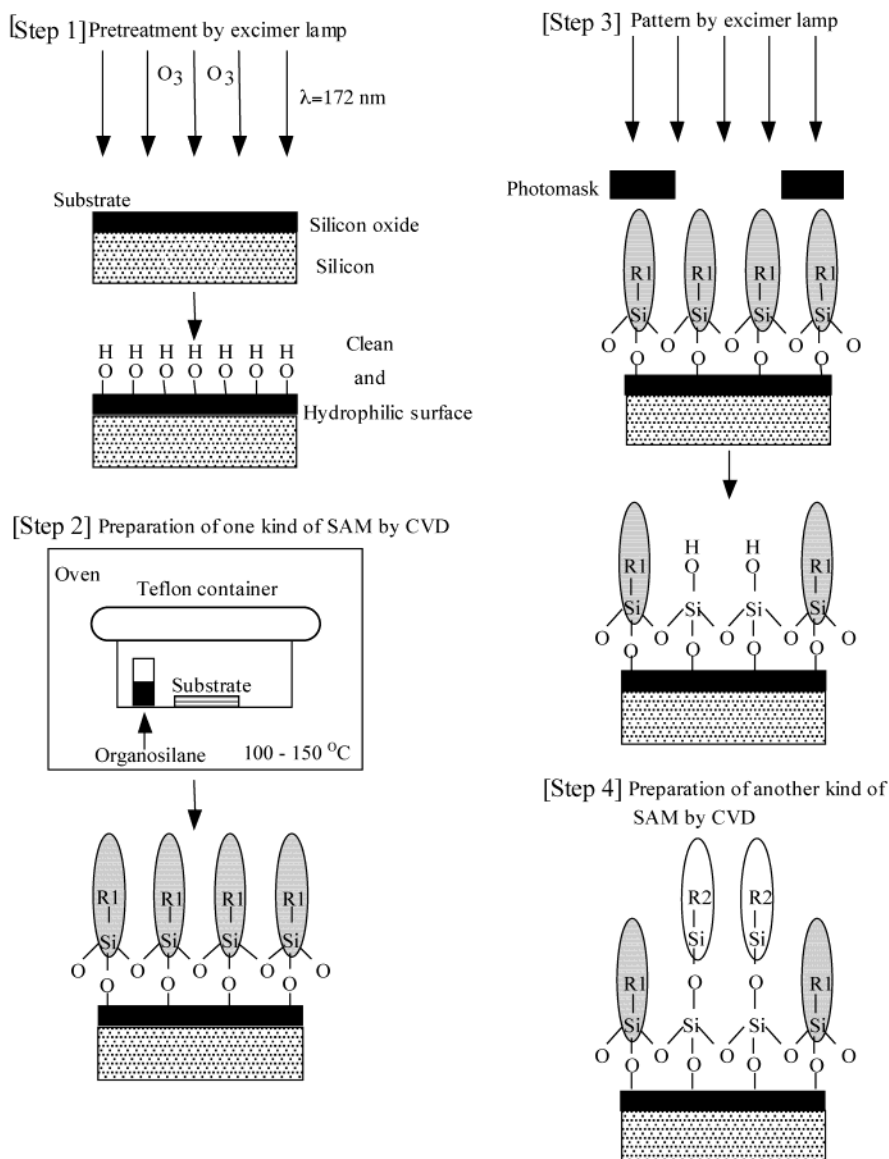 [Step 1] Pretreatment by excimer lamp
O3 O3
λ=172 nm
Substrate
Silicon oxide
Silicon
H H H H H H H
O O O O O O O
Clean
and
Hydrophilic surface
[Step 2] Preparation of one kind of SAM by CVD
Oven
Teflon container
Substrate
Organosilane
100 - 150 °C
R1 R1 R1 R1
Si Si Si Si
O O O O O
O O O O
[Step 3] Pattern by excimer lamp
Photomask
R1 R1 R1 R1
Si Si Si Si
O O O O O
O O O O
H H
R1 O O R1
Si Si Si Si
O O O O O
O O O O
[Step 4] Preparation of another kind of
SAM by CVD
R2 R2
Si Si
R1 O O R1
Si Si Si Si
O O O O O
O O O O